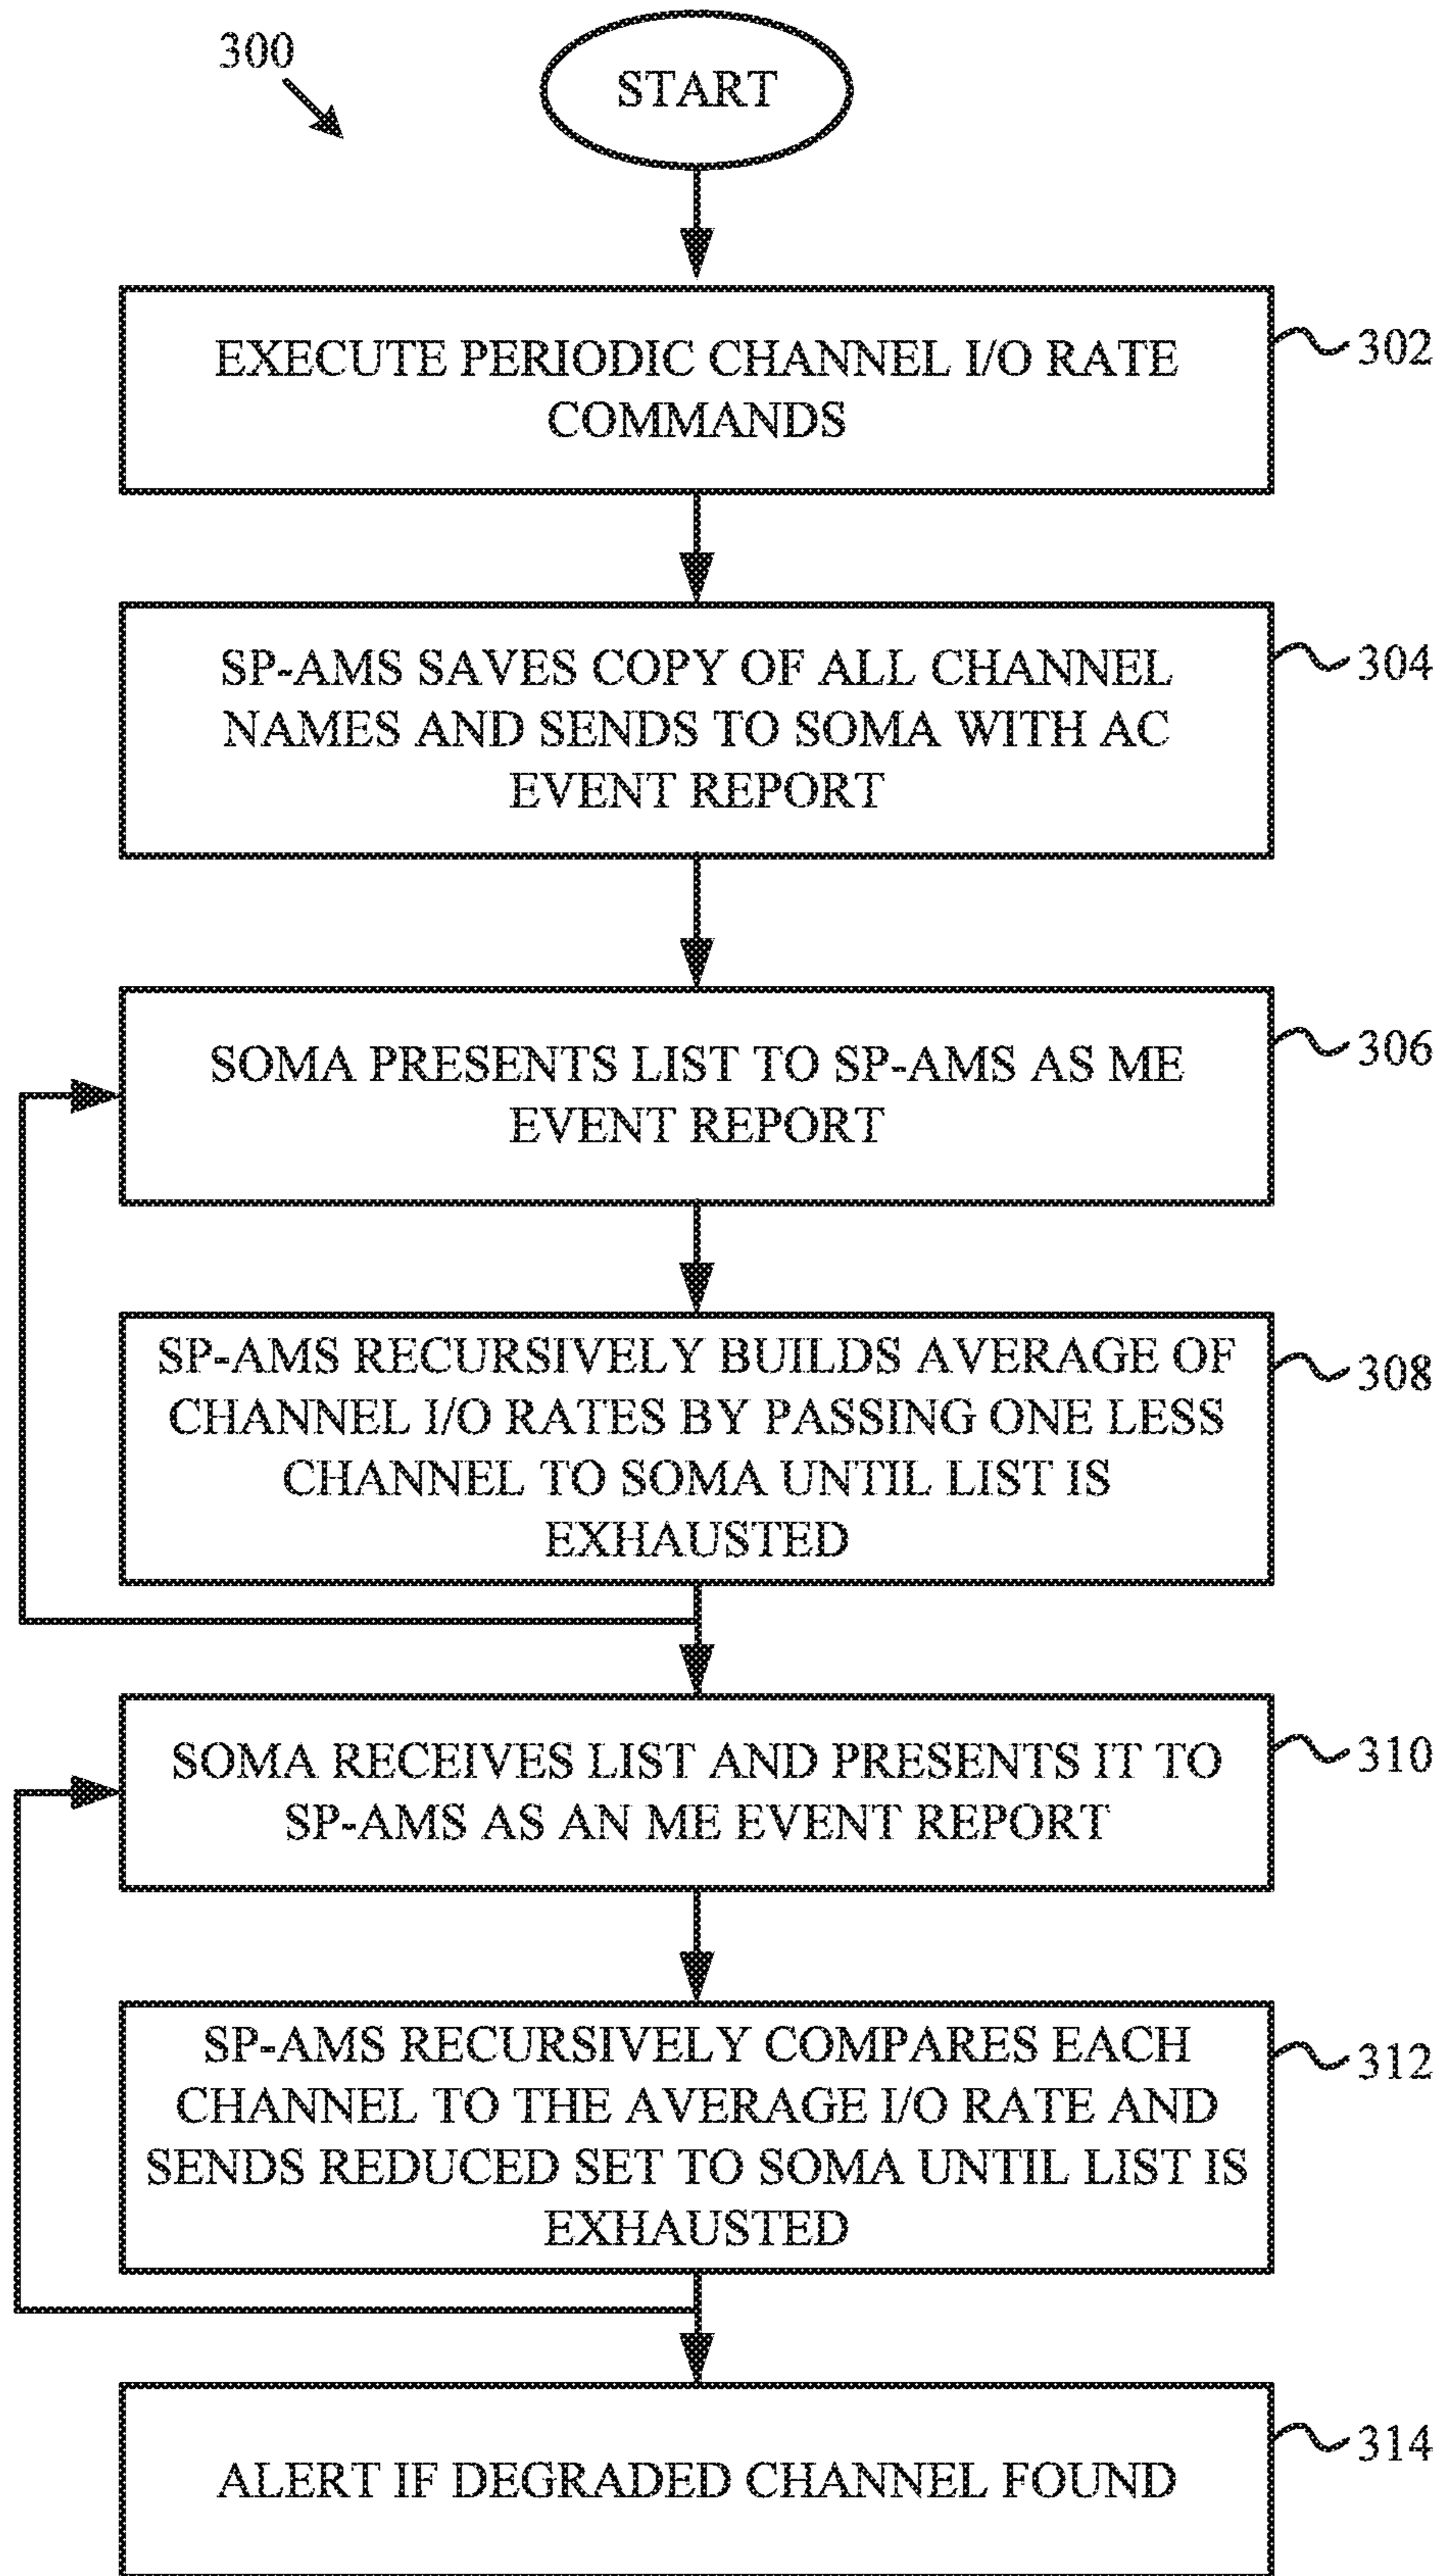 300
START
EXECUTE PERIODIC CHANNEL I/O RATE
COMMANDS
302
SP-AMS SAVES COPY OF ALL CHANNEL
NAMES AND SENDS TO SOMA WITH AC
EVENT REPORT
304
SOMA PRESENTS LIST TO SP-AMS AS ME
EVENT REPORT
306
SP-AMS RECURSIVELY BUILDS AVERAGE OF
CHANNEL I/O RATES BY PASSING ONE LESS
CHANNEL TO SOMA UNTIL LIST IS
EXHAUSTED
308
SOMA RECEIVES LIST AND PRESENTS IT TO
SP-AMS AS AN ME EVENT REPORT
310
SP-AMS RECURSIVELY COMPARES EACH
CHANNEL TO THE AVERAGE I/O RATE AND
SENDS REDUCED SET TO SOMA UNTIL LIST IS
EXHAUSTED
312
ALERT IF DEGRADED CHANNEL FOUND
314